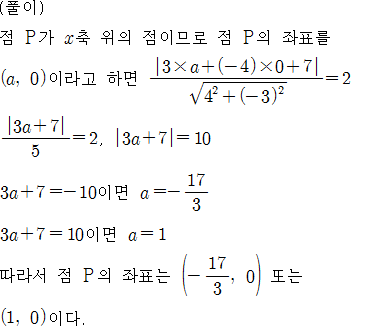 (풀이)
점 P가 x축 위의 점이므로 점 P의 좌표를
(a, 0)이라고 하면 |3×a+(-4)×0+7| / √(4²+(-3)²) = 2
|3a+7| / 5 = 2, |3a+7| = 10
3a+7=-10이면 a=-17/3
3a+7=10이면 a=1
따라서 점 P의 좌표는 (-17/3, 0) 또는
(1, 0)이다.